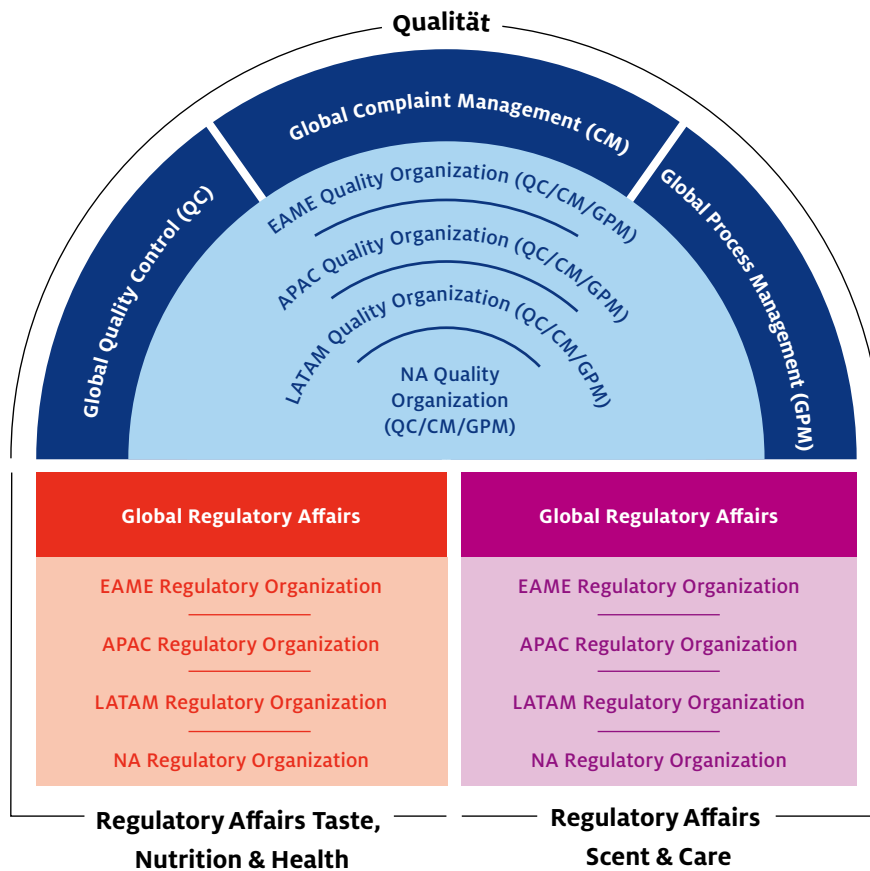 Qualität
Global Complaint Management (CM)
Global Quality Control (QC)
Global Process Management (GPM)
EAME Quality Organization (QC/CM/GPM)
APAC Quality Organization (QC/CM/GPM)
LATAM Quality Organization (QC/CM/GPM)
NA Quality
Organization
(QC/CM/GPM)
Global Regulatory Affairs
EAME Regulatory Organization
APAC Regulatory Organization
LATAM Regulatory Organization
NA Regulatory Organization
Regulatory Affairs Taste,
Nutrition & Health
Global Regulatory Affairs
EAME Regulatory Organization
APAC Regulatory Organization
LATAM Regulatory Organization
NA Regulatory Organization
Regulatory Affairs
Scent & Care